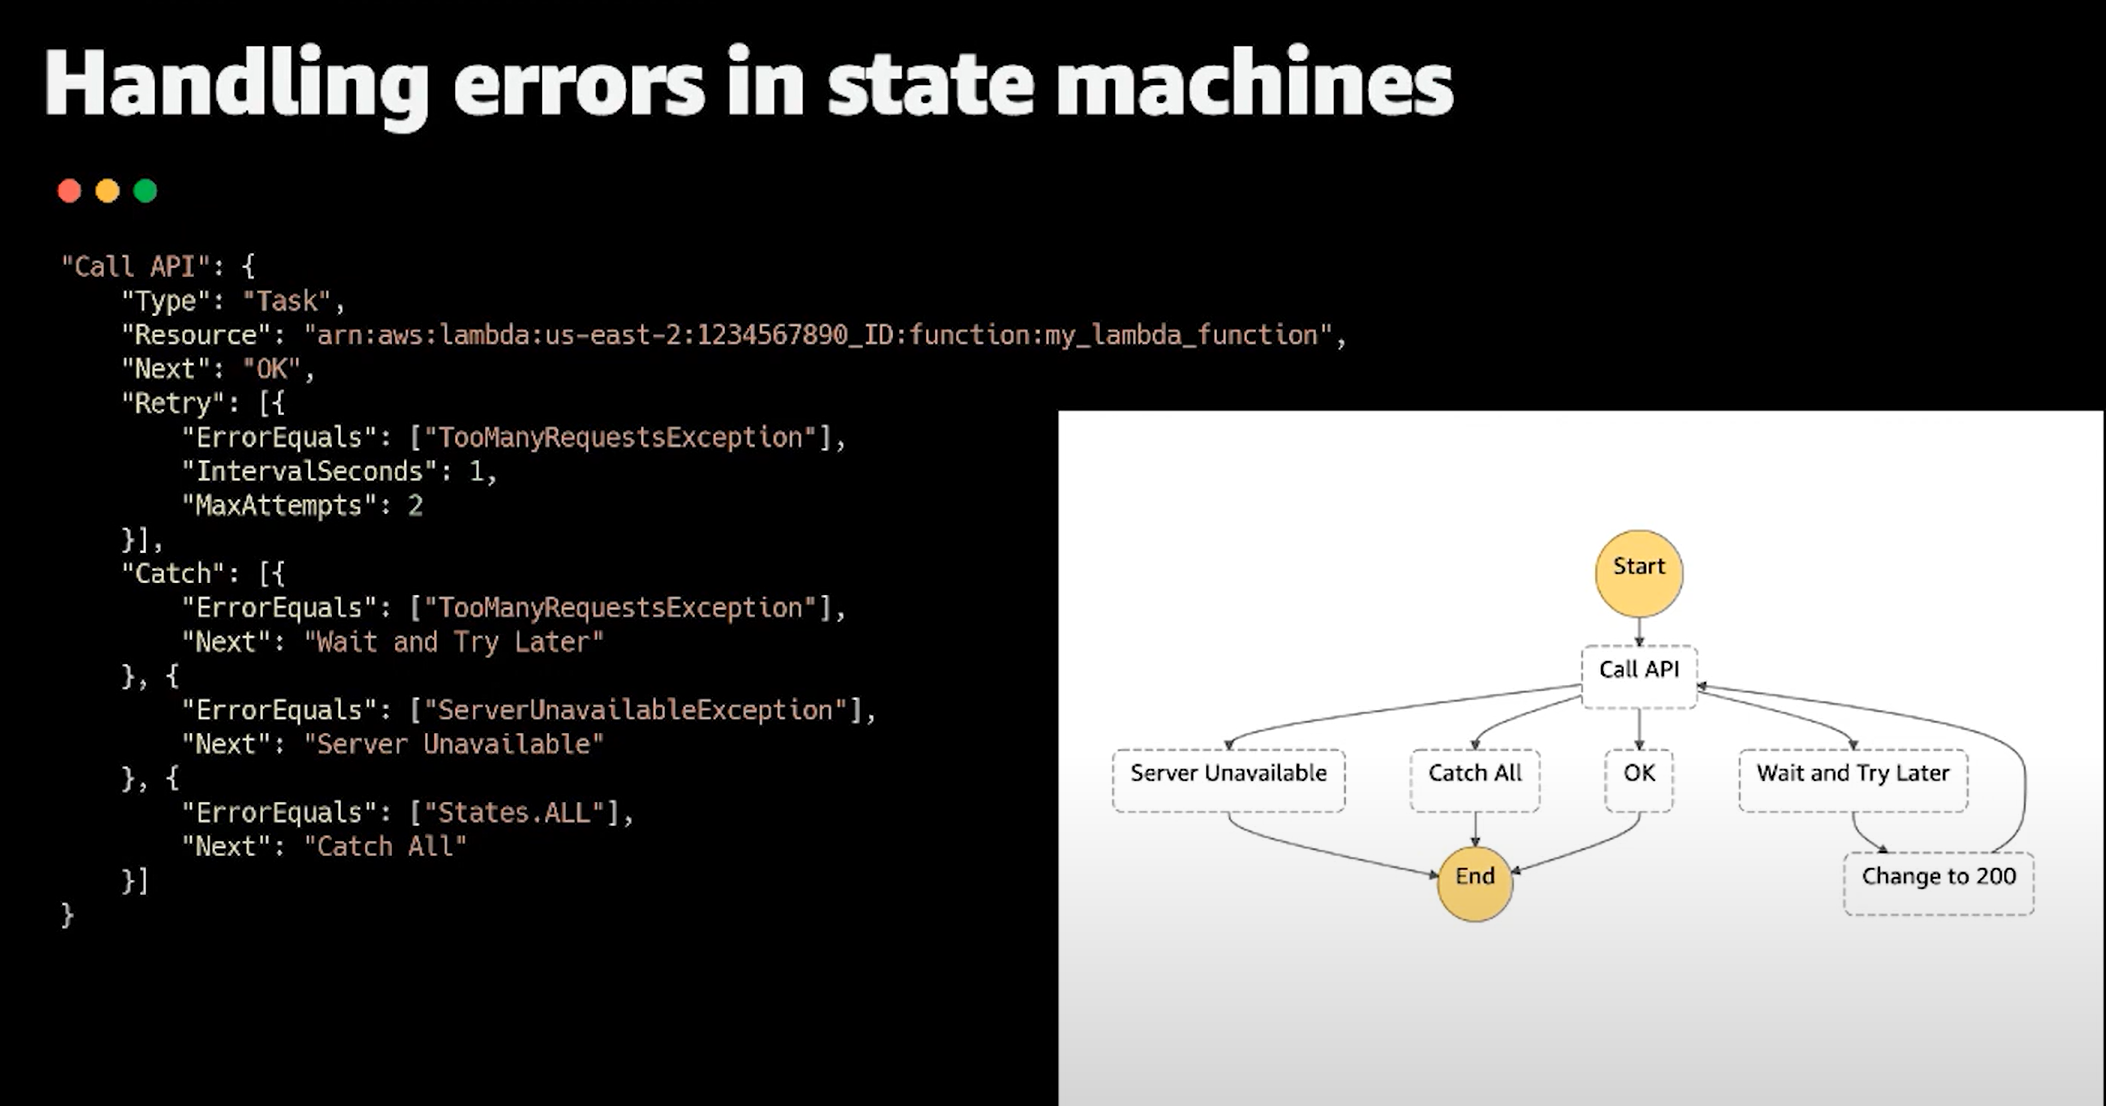 Handling errors in state machines
"Call API": {
"Type": "Task",
"Resource": "arn:aws:lambda:us-east-2:1234567890_ID:function:my_lambda_function",
"Next": "OK",
"Retry": [{
"ErrorEquals": ["TooManyRequestsException"],
"IntervalSeconds": 1,
"MaxAttempts": 2
}],
"Catch": [{
"ErrorEquals": ["TooManyRequestsException"],
"Next": "Wait and Try Later"
}, {
"ErrorEquals": ["ServerUnavailableException"],
"Next": "Server Unavailable"
}, {
"ErrorEquals": ["States.ALL"],
"Next": "Catch All"
}]
}
Start
Call API
Server Unavailable
Catch All
OK
Wait and Try Later
End
Change to 200